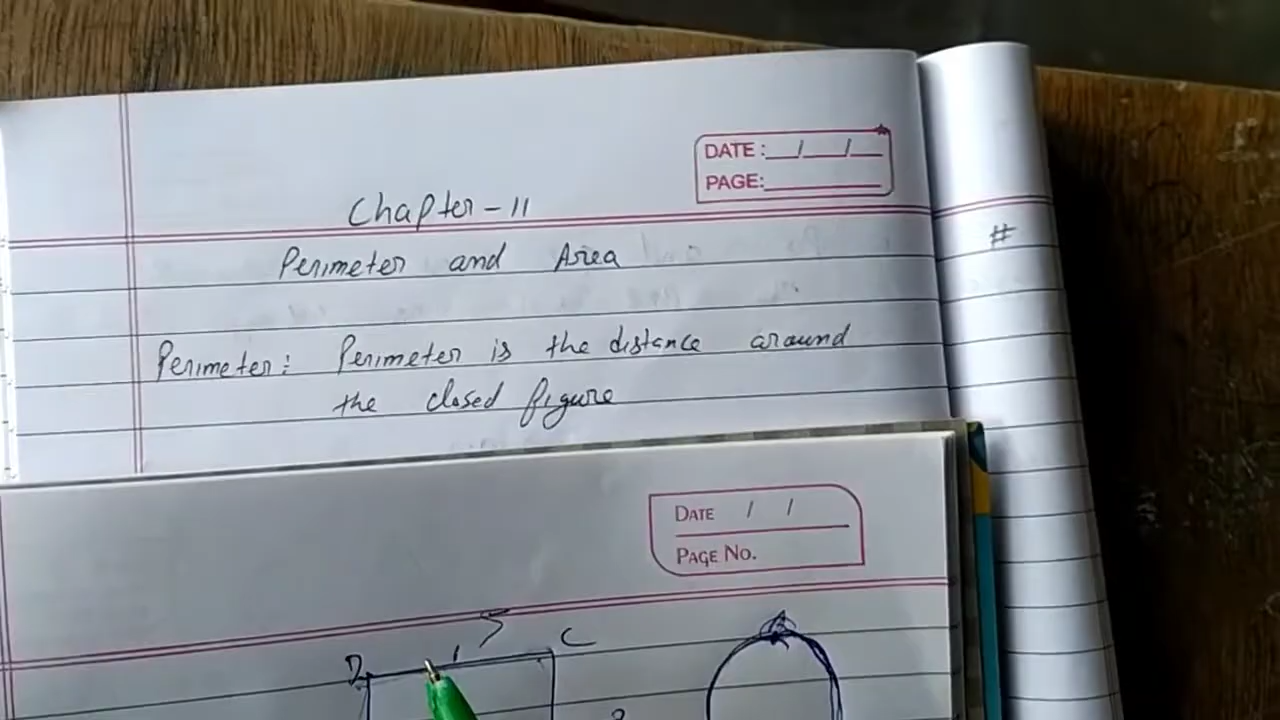 DATE: / /
PAGE:
Chapter-11
#
Perimeter and Area
Perimeter: Perimeter is the distance around
the closed figure
DATE / /
PAGE No.
D C